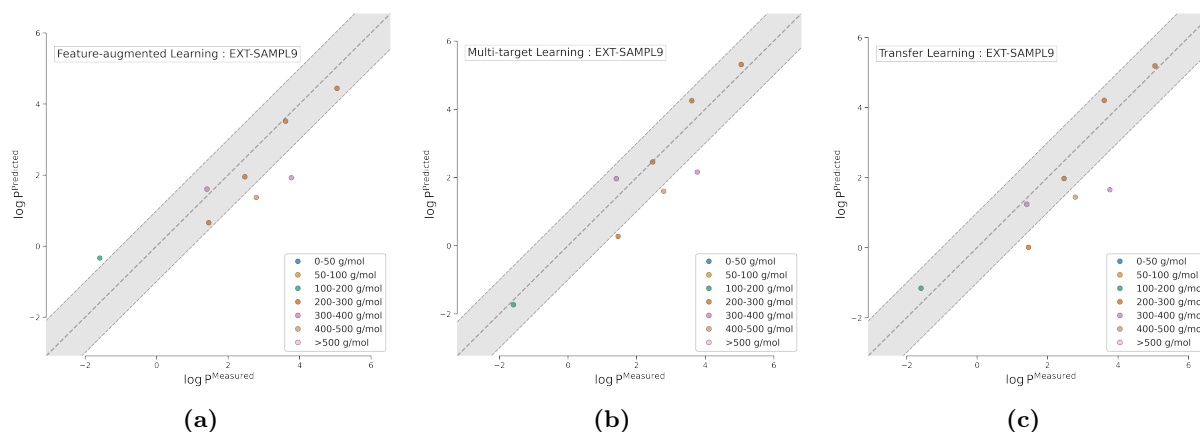 Feature-augmented Learning : EXT-SAMPL9
6
4
2
0
−2
−2
0
2
4
6
log P^Predicted
log P^Measured
0-50 g/mol
50-100 g/mol
100-200 g/mol
200-300 g/mol
300-400 g/mol
400-500 g/mol
>500 g/mol
(a)
Multi-target Learning : EXT-SAMPL9
6
4
2
0
−2
−2
0
2
4
6
log P^Predicted
log P^Measured
0-50 g/mol
50-100 g/mol
100-200 g/mol
200-300 g/mol
300-400 g/mol
400-500 g/mol
>500 g/mol
(b)
Transfer Learning : EXT-SAMPL9
6
4
2
0
−2
−2
0
2
4
6
log P^Predicted
log P^Measured
0-50 g/mol
50-100 g/mol
100-200 g/mo
200-300 g/mo
300-400 g/mo
400-500 g/mo
>500 g/mol
(c)